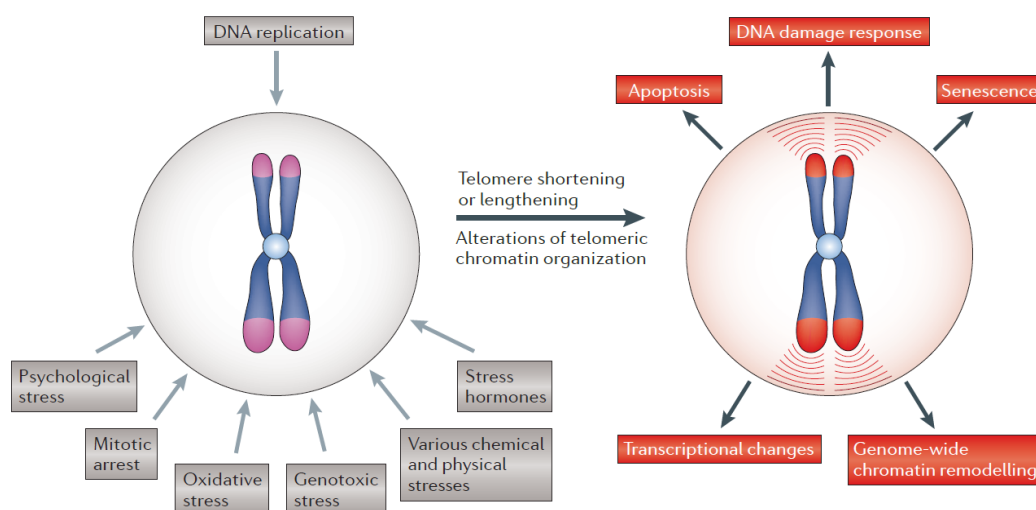 DNA replication
DNA damage response
Apoptosis
Senescence
Telomere shortening
or lengthening
Alterations of telomeric
chromatin organization
Psychological
stress
Mitotic
arrest
Oxidative
stress
Genotoxic
stress
Various chemical
and physical
stresses
Stress
hormones
Transcriptional changes
Genome-wide
chromatin remodelling